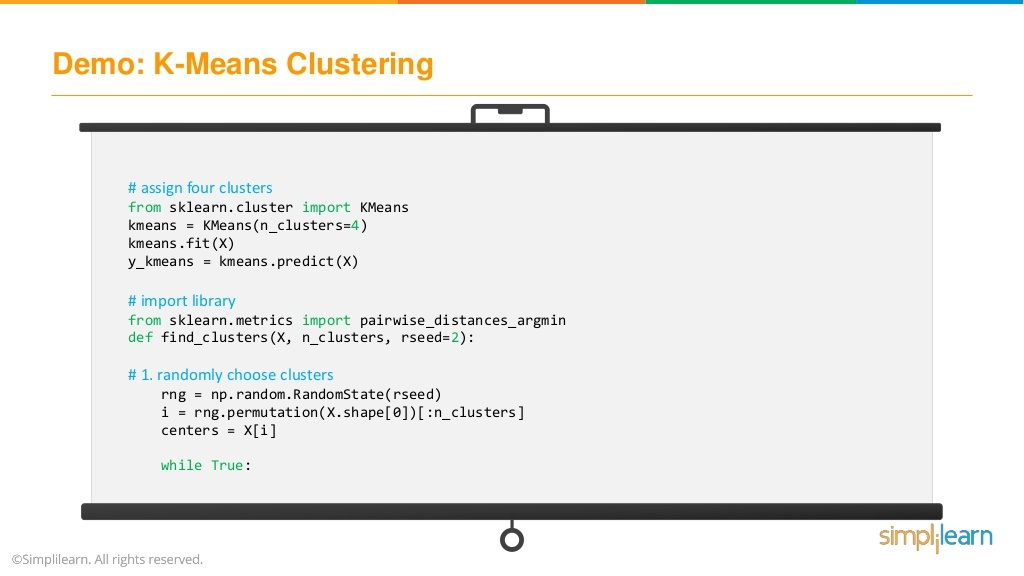 Demo: K-Means Clustering
# assign four clusters
from sklearn.cluster import KMeans
kmeans = KMeans(n_clusters=4)
kmeans.fit(X)
y_kmeans = kmeans.predict(X)
# import library
from sklearn.metrics import pairwise_distances_argmin
def find_clusters(X, n_clusters, rseed=2):
# 1. randomly choose clusters
    rng = np.random.RandomState(rseed)
    i = rng.permutation(X.shape[0])[:n_clusters]
    centers = X[i]
    while True:
simplilearn
©Simplilearn. All rights reserved.